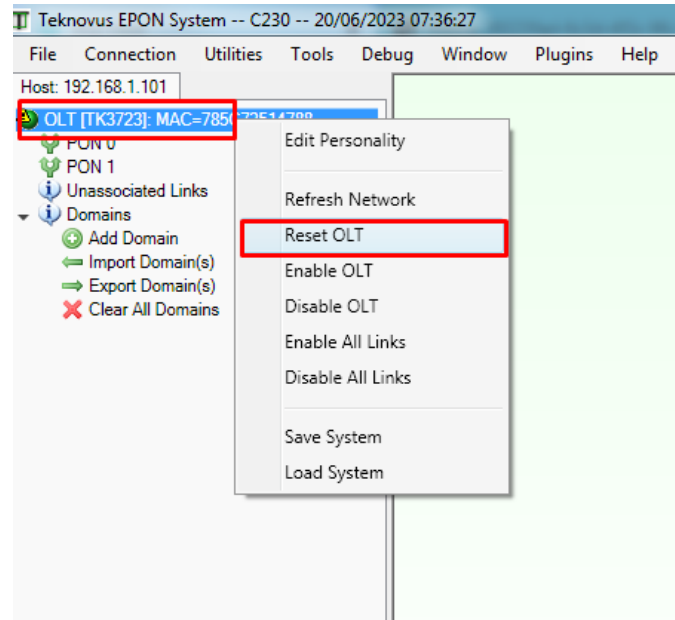 Teknovus EPON System -- C230 -- 20/06/2023 07:36:27
File Connection Utilities Tools Debug Window Plugins Help
Host: 192.168.1.101
OLT [TK3723]: MAC=
PON 0
PON 1
Unassociated Links
Domains
Add Domain
Import Domain(s)
Export Domain(s)
Clear All Domains
Edit Personality
Refresh Network
Reset OLT
Enable OLT
Disable OLT
Enable All Links
Disable All Links
Save System
Load System